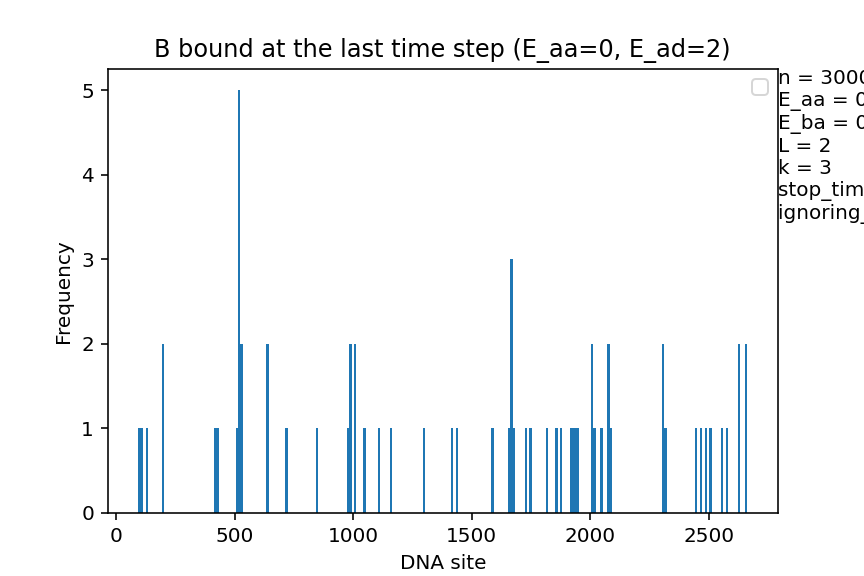 B bound at the last time step (E_aa=0, E_ad=2)
n = 3000
E_aa = 0
E_ba = 0
L = 2
k = 3
stop_tim
ignoring_
Frequency
5
4
3
2
1
0
0 500 1000 1500 2000 2500
DNA site